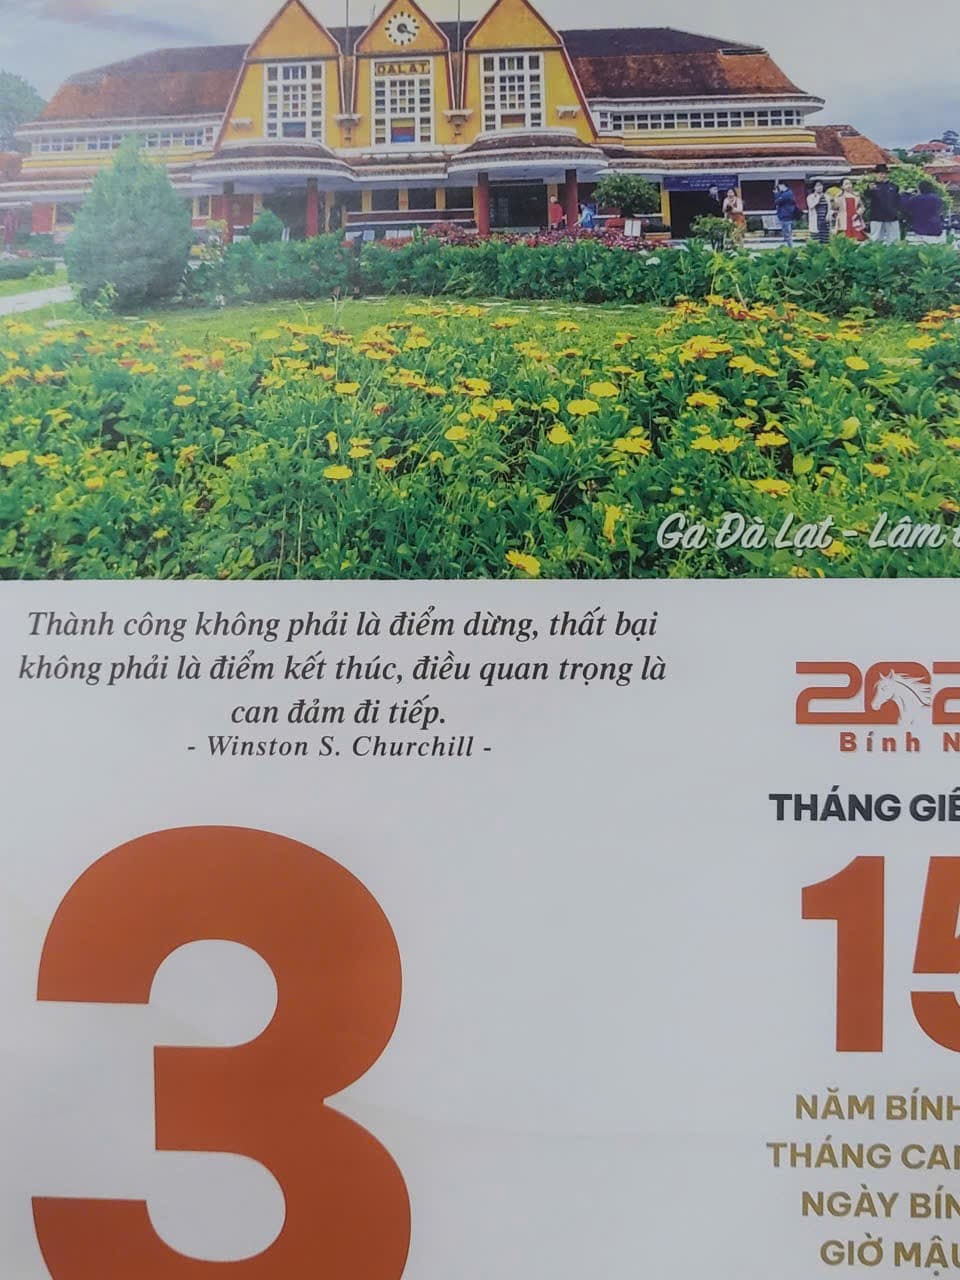 DALAT
Ga Đà Lạt - Lâm
Thành công không phải là điểm dừng, thất bại
không phải là điểm kết thúc, điều quan trọng là
can đảm đi tiếp.
- Winston S. Churchill -
202
Bính N
THÁNG GIÊ
15
3
NĂM BÍNH
THÁNG CAN
NGÀY BÍN
GIỜ MẬU